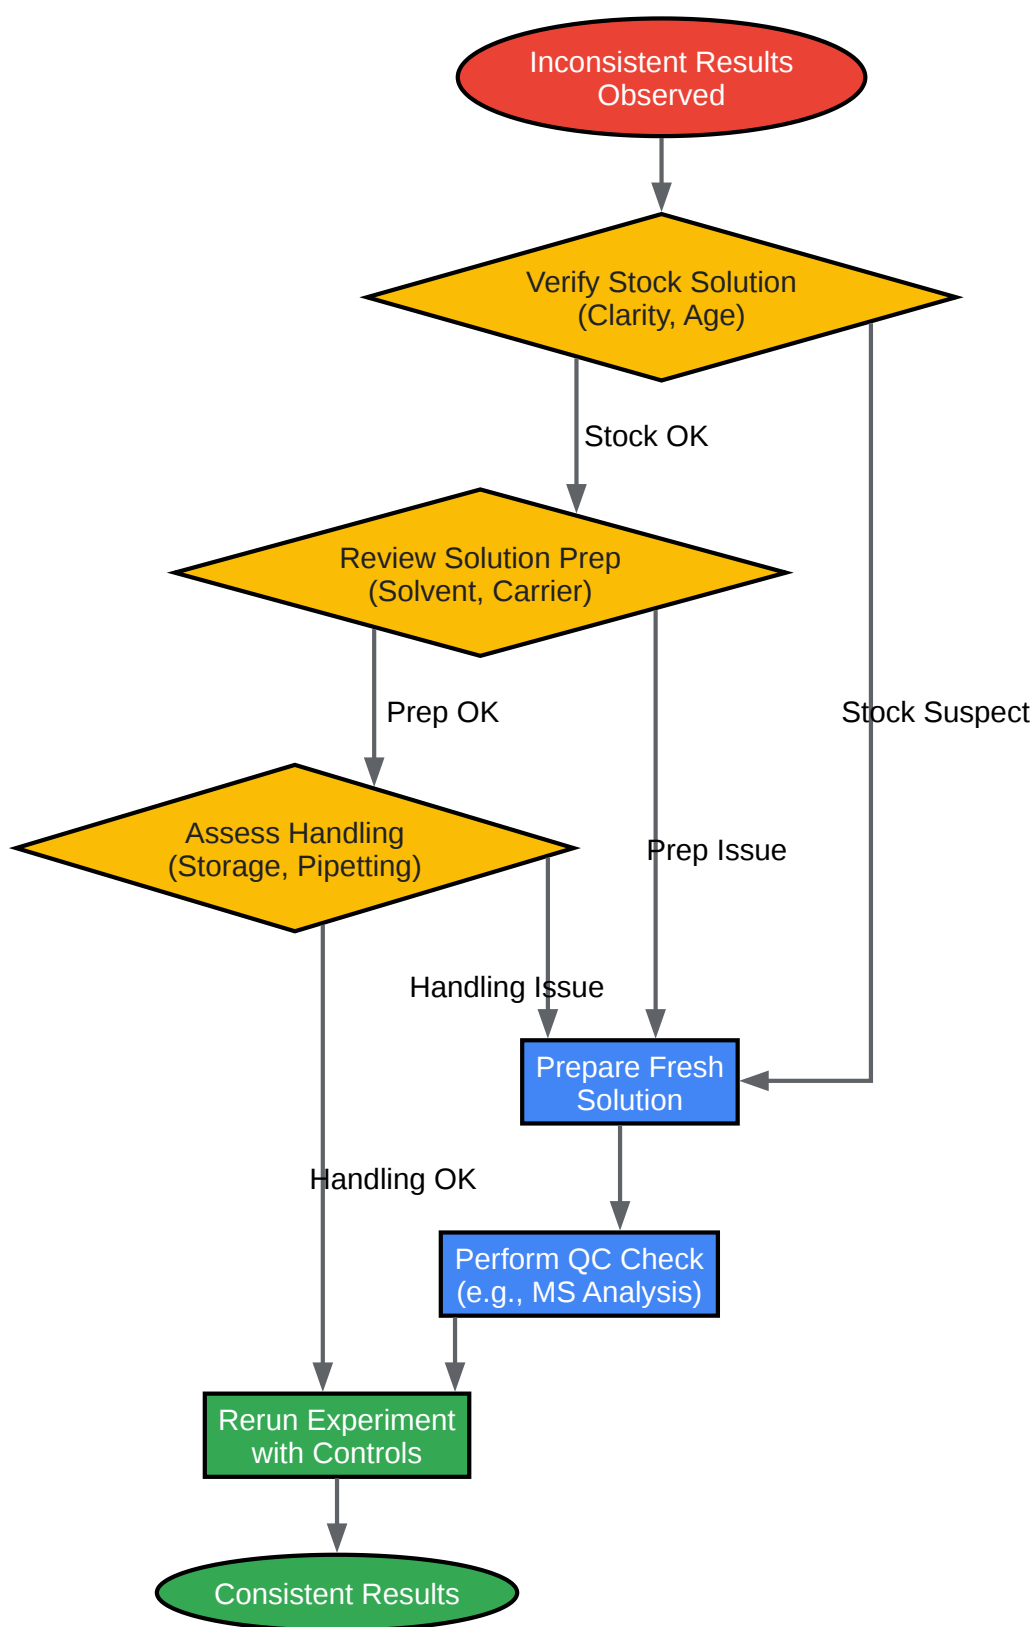 Inconsistent Results
Observed
Verify Stock Solution
(Clarity, Age)
Stock OK
Review Solution Prep
(Solvent, Carrier)
Prep OK
Stock Suspect
Assess Handling
(Storage, Pipetting)
Prep Issue
Handling Issue
Prepare Fresh
Solution
Handling OK
Perform QC Check
(e.g., MS Analysis)
Rerun Experiment
with Controls
Consistent Results